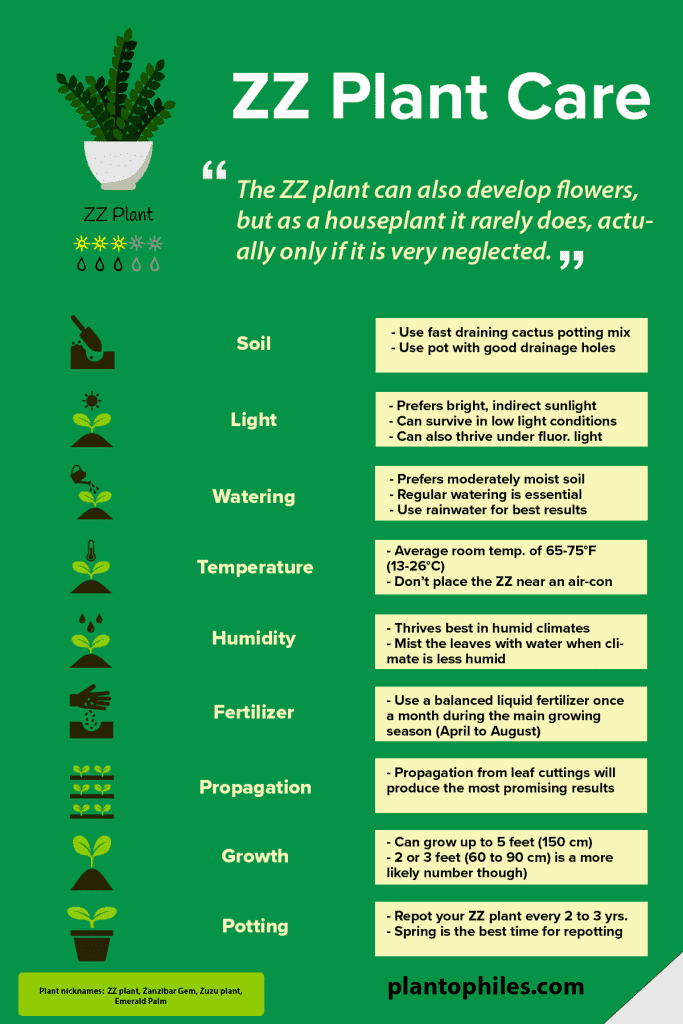 ZZ Plant Care
“
The ZZ plant can also develop flowers,
but as a houseplant it rarely does, actu-
ally only if it is very neglected. ”
ZZ Plant
Soil
- Use fast draining cactus potting mix
- Use pot with good drainage holes
Light
- Prefers bright, indirect sunlight
- Can survive in low light conditions
- Can also thrive under fluor. light
Watering
- Prefers moderately moist soil
- Regular watering is essential
- Use rainwater for best results
Temperature
- Average room temp. of 65-75°F
(13-26°C)
- Don’t place the ZZ near an air-con
Humidity
- Thrives best in humid climates
- Mist the leaves with water when cli-
mate is less humid
Fertilizer
- Use a balanced liquid fertilizer once
a month during the main growing
season (April to August)
Propagation
- Propagation from leaf cuttings will
produce the most promising results
Growth
- Can grow up to 5 feet (150 cm)
- 2 or 3 feet (60 to 90 cm) is a more
likely number though)
Potting
- Repot your ZZ plant every 2 to 3 yrs.
- Spring is the best time for repotting
Plant nicknames: ZZ plant, Zanzibar Gem, Zuzu plant,
Emerald Palm
plantophiles.com